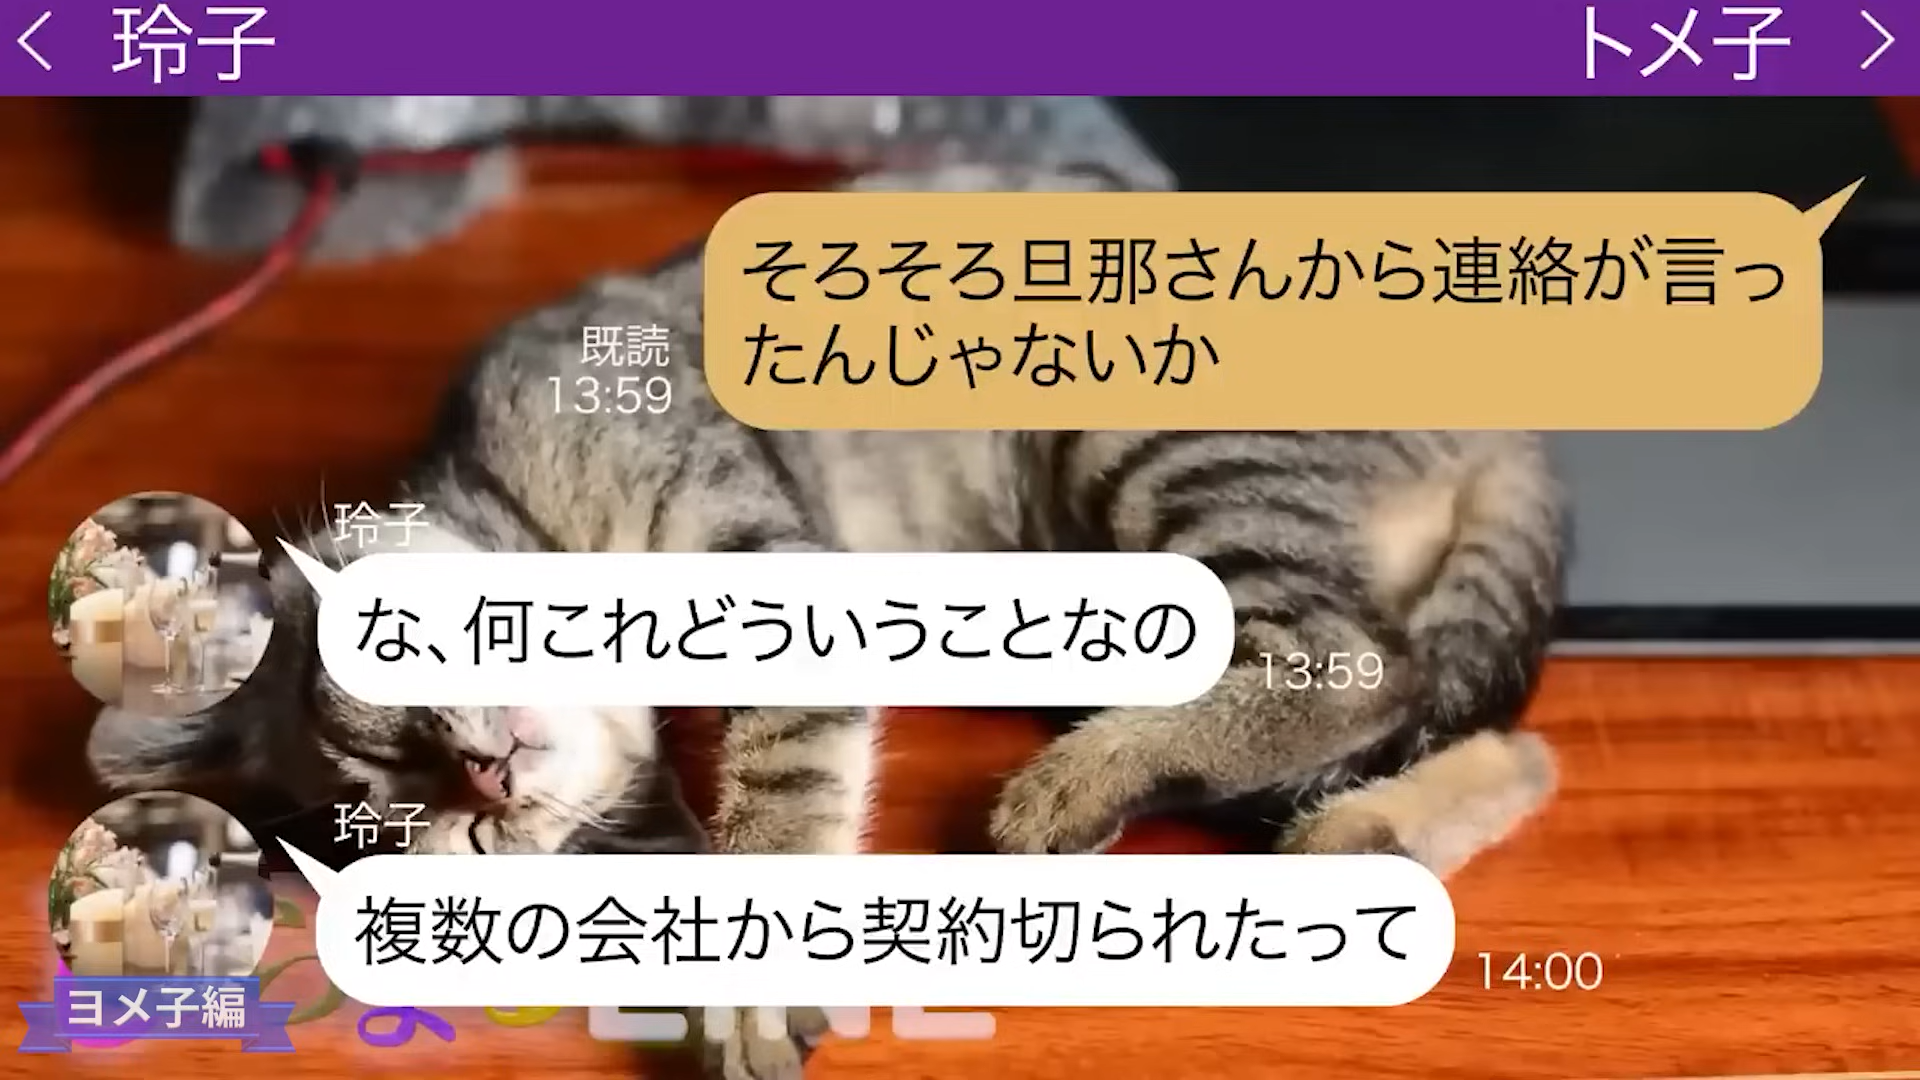 玲子
トメ子
そろそろ旦那さんから連絡が言っ
たんじゃないか
既読
13:59
玲子
な、何これどういうことなの
13:59
玲子
複数の会社から契約切られたって
14:00
ヨメ子編